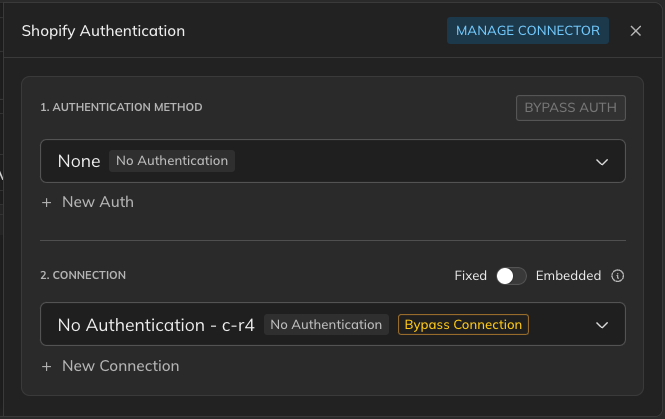 Shopify Authentication MANAGE CONNECTOR
1. AUTHENTICATION METHOD BYPASS AUTH
None No Authentication
+ New Auth
2. CONNECTION Fixed Embedded
No Authentication - c-r4 No Authentication Bypass Connection
+ New Connection